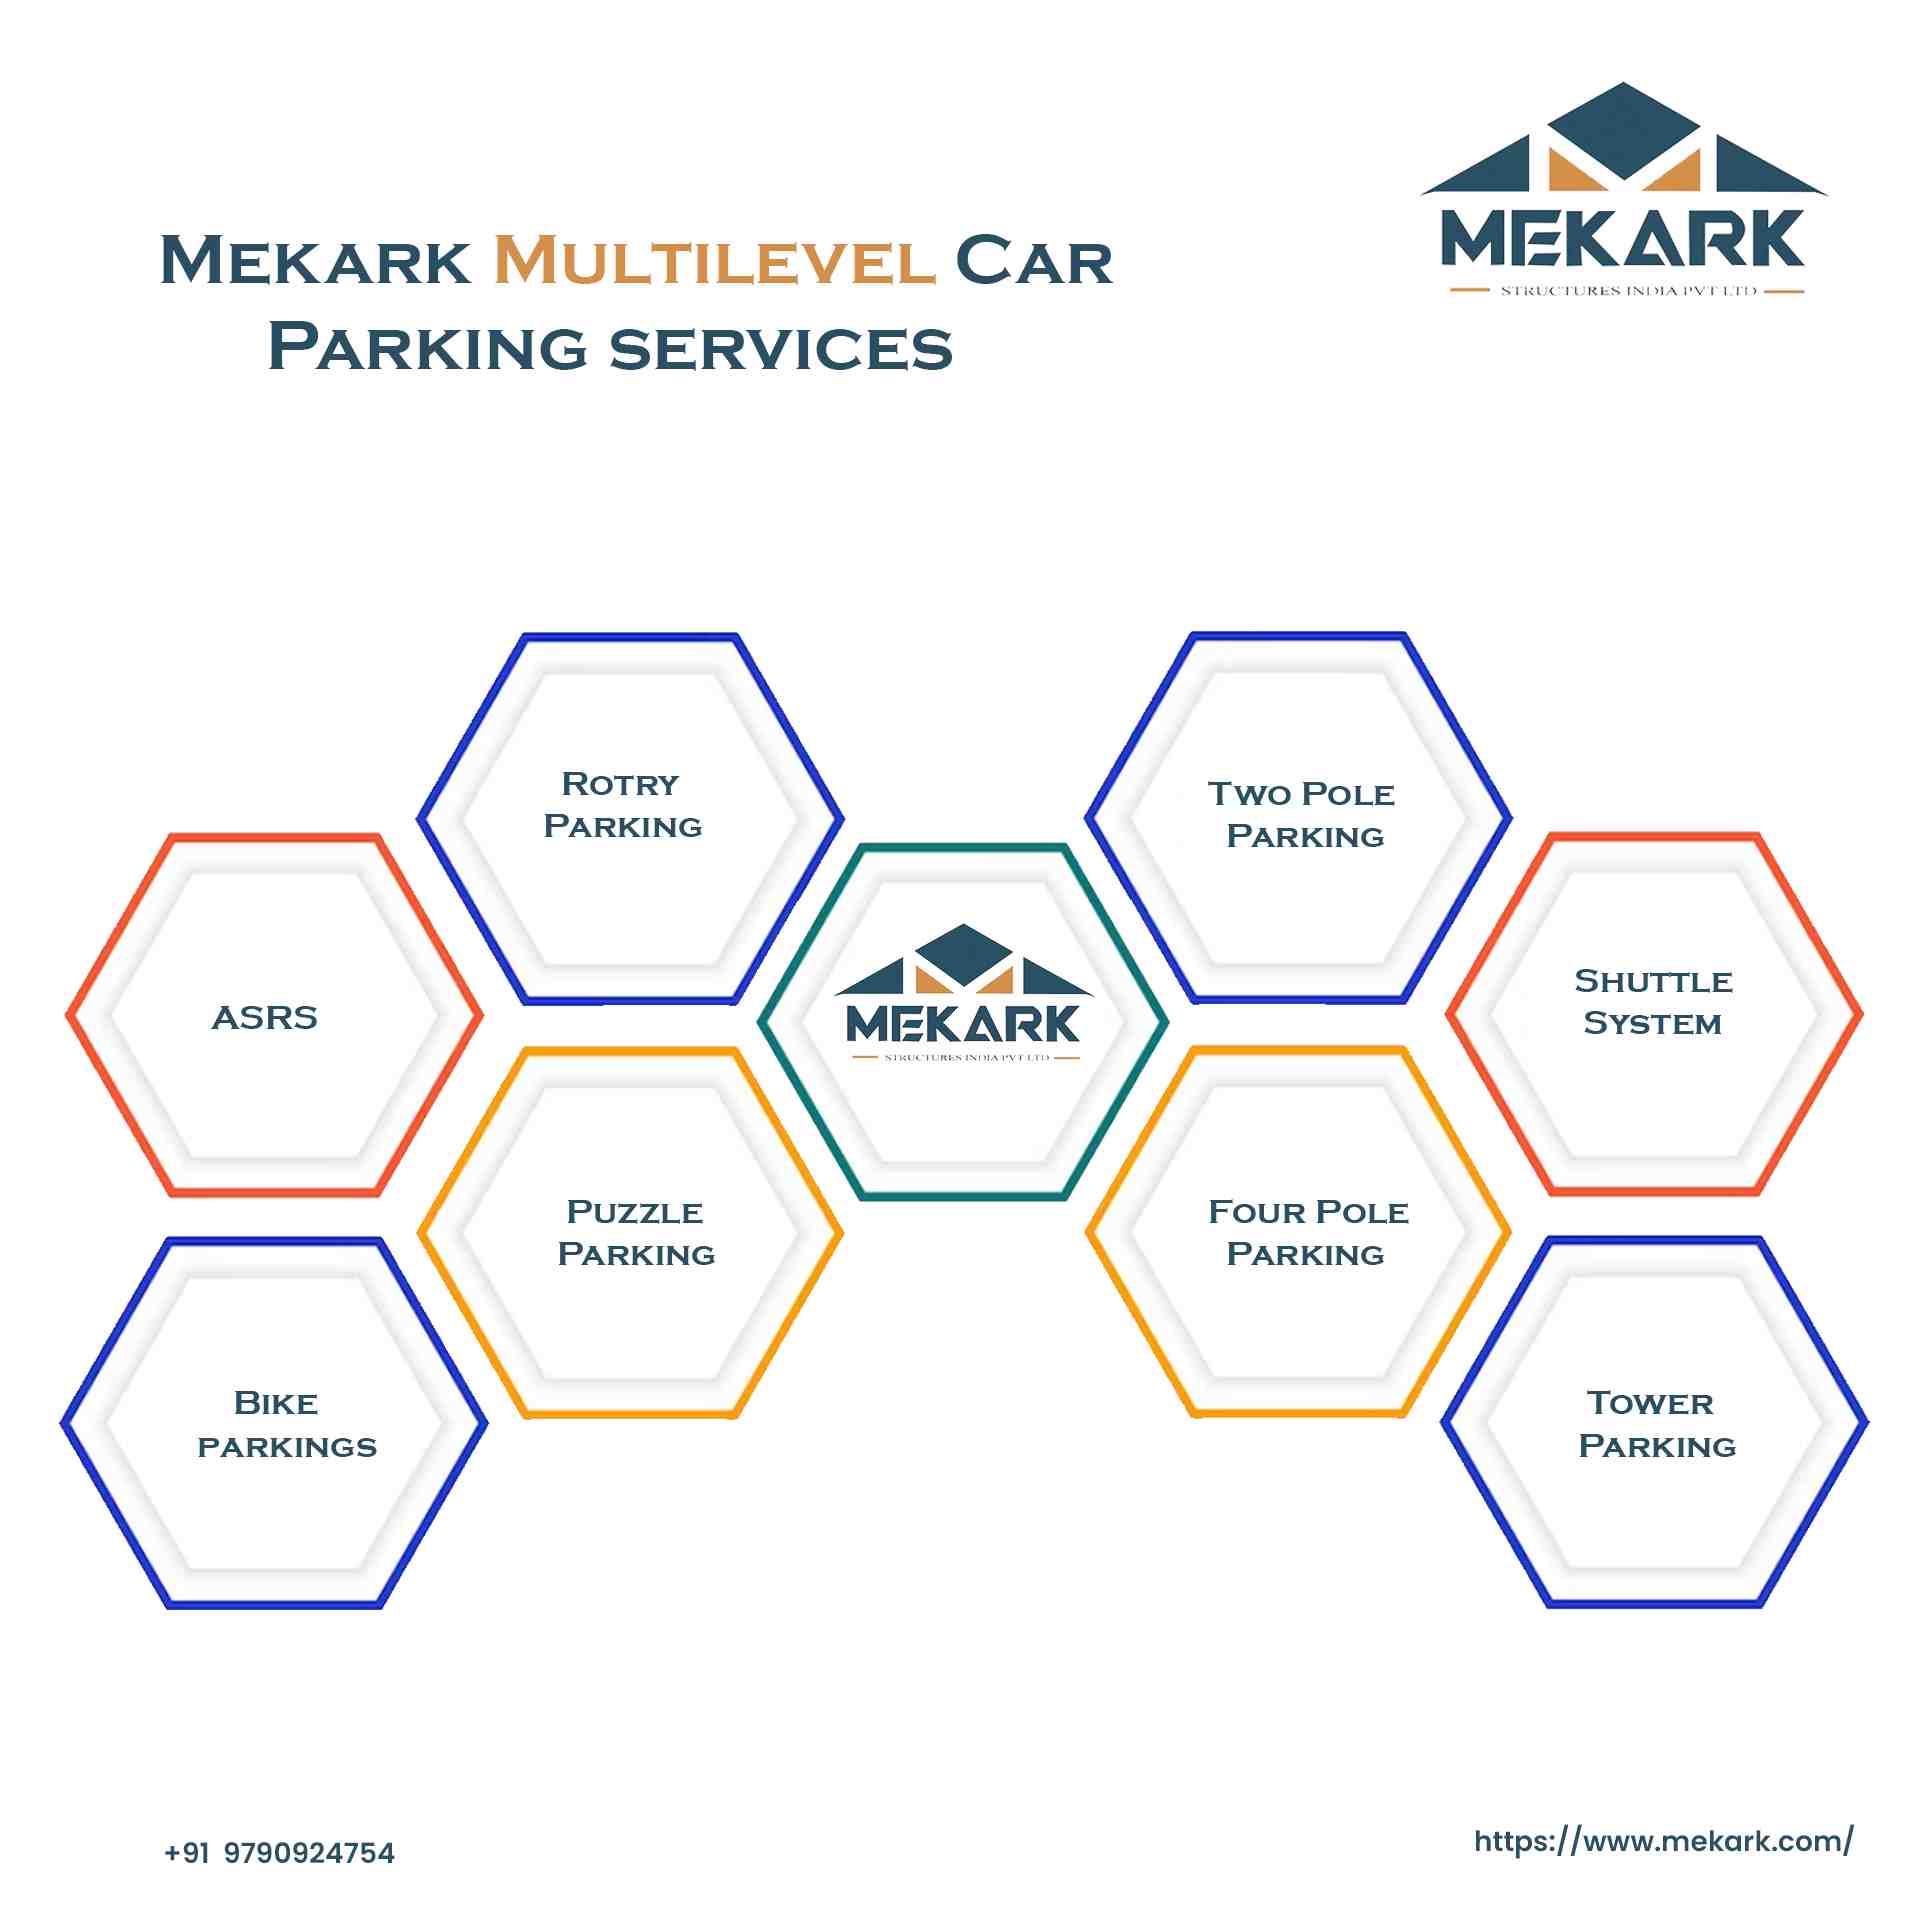 MEKARK
STRUCTURES INDIA PVT LTD
Mekark Multilevel Car
Parking services
Rotry
Parking
Two Pole
Parking
ASRS
MEKARK
STRUCTURES INDIA PVT LTD
Shuttle
System
Puzzle
Parking
Four Pole
Parking
Bike
parkings
Tower
Parking
+91 9790924754
https://www.mekark.com/